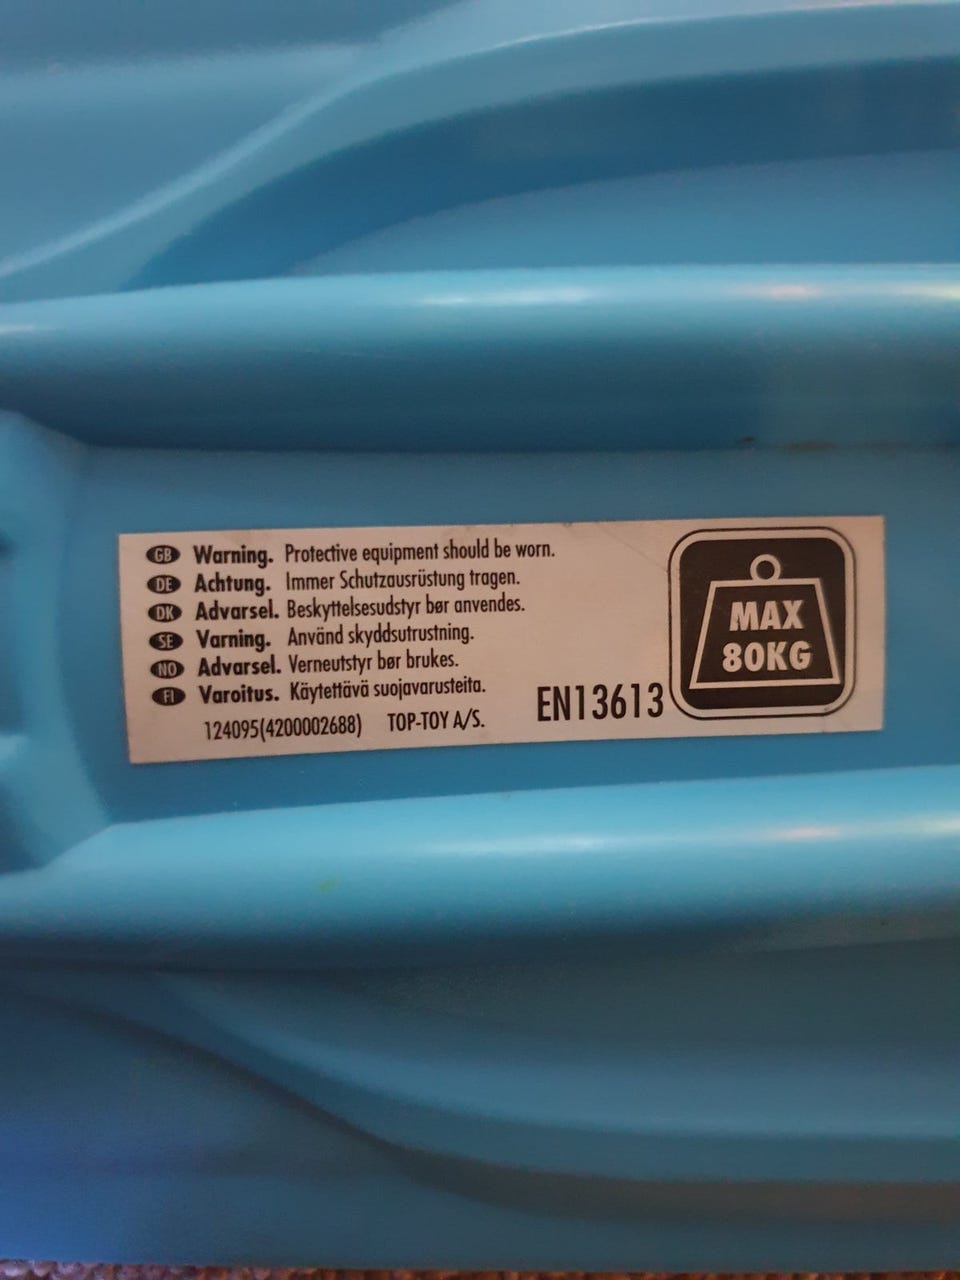 GB Warning. Protective equipment should be worn.
DE Achtung. Immer Schutzausrüstung tragen.
DK Advarsel. Beskyttelsesudstyr bør anvendes.
SE Varning. Använd skyddsutrustning.
NO Advarsel. Verneutstyr bør brukes.
FI Varoitus. Käytettävä suojavarusteita.
124095(4200002688) TOP-TOY A/S.
EN13613
MAX
80KG